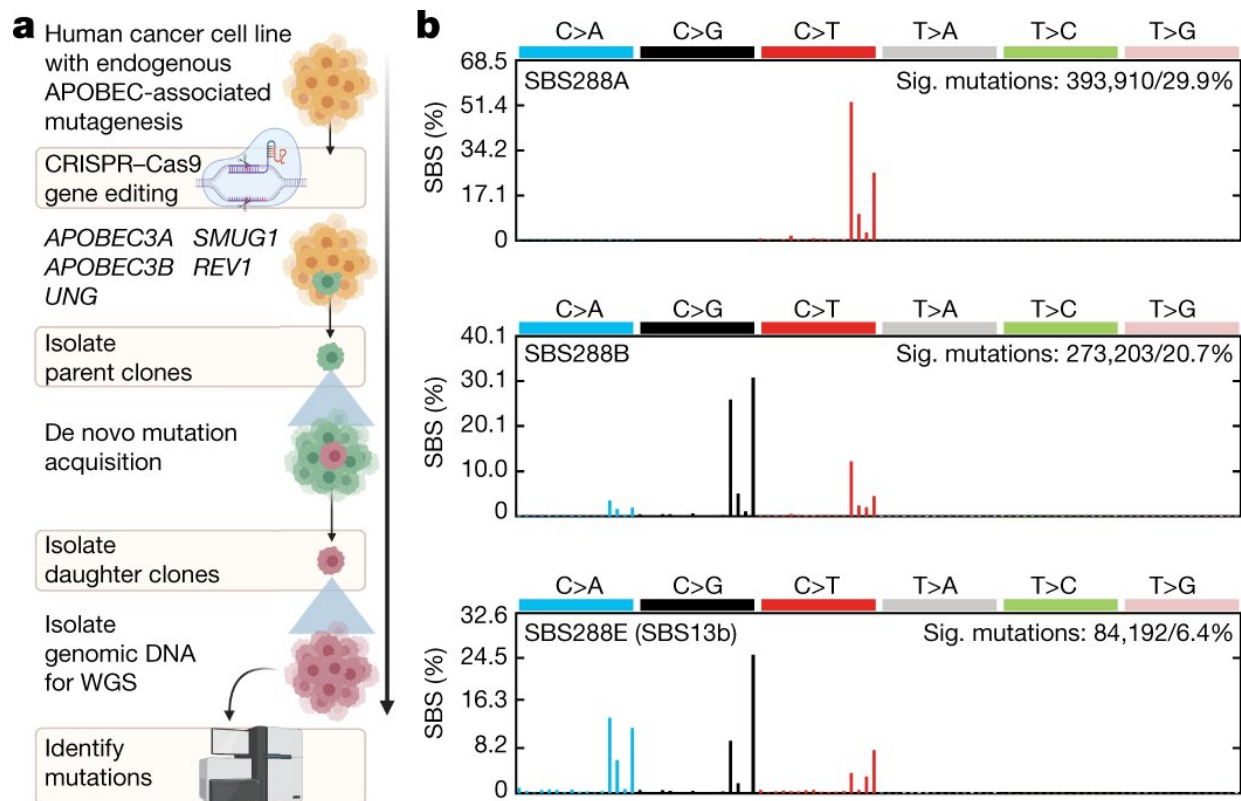 a
Human cancer cell line
with endogenous
APOBEC-associated
mutagenesis
CRISPR–Cas9
gene editing
APOBEC3A SMUG1
APOBEC3B REV1
UNG
Isolate
parent clones
De novo mutation
acquisition
Isolate
daughter clones
Isolate
genomic DNA
for WGS
Identify
mutations
b
C>A C>G C>T T>A T>C T>G
SBS288A Sig. mutations: 393,910/29.9%
SBS (%)
68.5
51.4
34.2
17.1
0
C>A C>G C>T T>A T>C T>G
SBS288B Sig. mutations: 273,203/20.7%
SBS (%)
40.1
30.1
20.1
10.0
0
C>A C>G C>T T>A T>C T>G
SBS288E (SBS13b) Sig. mutations: 84,192/6.4%
SBS (%)
32.6
24.5
16.3
8.2
0